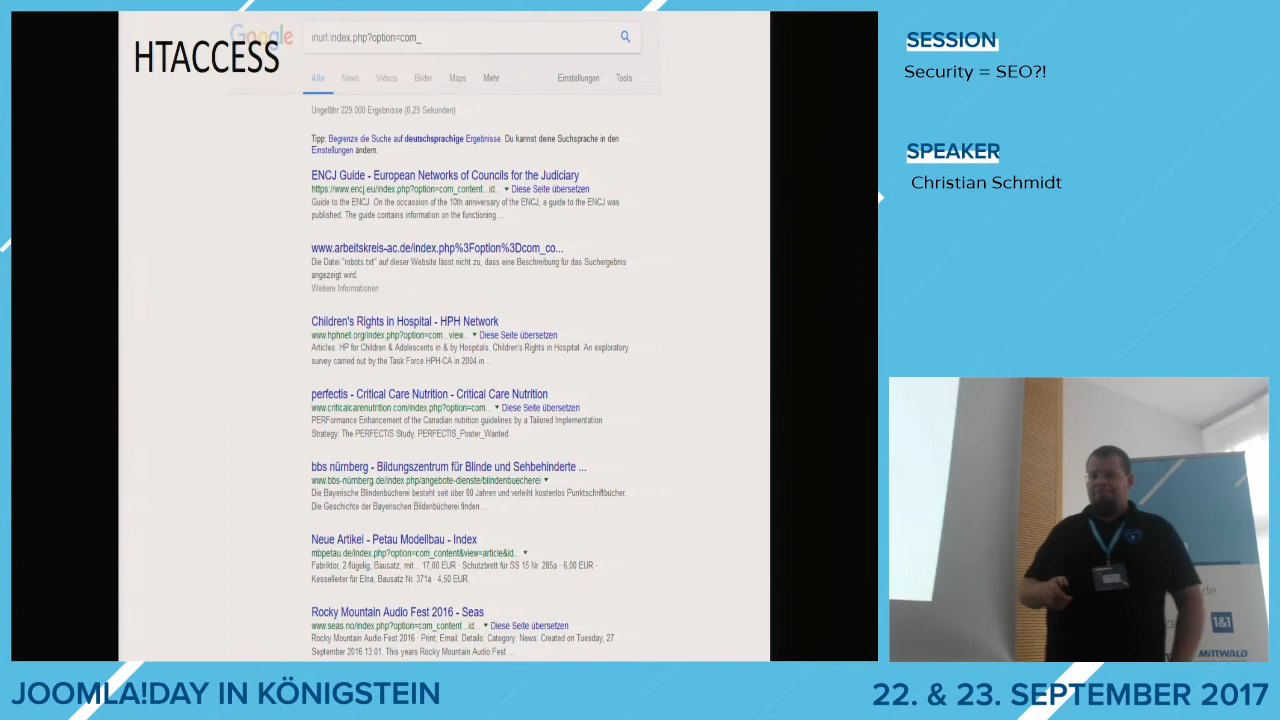 HTACCESS
Google
inurl:index.php?option=com_
Alle News Videos Bilder Maps Mehr Einstellungen Tools
Ungefähr 229.000 Ergebnisse (0,29 Sekunden)
Tipp: Begrenze die Suche auf deutschsprachige Ergebnisse. Du kannst deine Suchsprache in den
Einstellungen ändern.
ENCJ Guide - European Networks of Councils for the Judiciary
https://www.encj.eu/index.php?option=com_content...id... ▼ Diese Seite übersetzen
Guide to the ENCJ. On the occassion of the 10th anniversary of the ENCJ, a guide to the ENCJ was
published. The guide contains information on the functioning ...
www.arbeitskreis-ac.de/index.php%3Foption%3Dcom_co...
Die Datei "robots.txt" auf dieser Website lässt nicht zu, dass eine Beschreibung für das Suchergebnis
angezeigt wird.
Weitere Informationen
Children's Rights in Hospital - HPH Network
www.hphnet.org/index.php?option=com...view... ▼ Diese Seite übersetzen
Articles. HP for Children & Adolescents in & by Hospitals. Children's Rights in Hospital. An exploratory
survey carried out by the Task Force HPH-CA in 2004 in ...
perfectis - Critical Care Nutrition - Critical Care Nutrition
www.criticalcarenutrition.com/index.php?option=com... ▼ Diese Seite übersetzen
PERFormance Enhancement of the Canadian nutrition guidelines by a Tailored Implementation
Strategy: The PERFECTIS Study. PERFECTIS_Poster_Wanted.
bbs nürnberg - Bildungszentrum für Blinde und Sehbehinderte ...
www.bbs-nürnberg.de/index.php/angebote-dienste/blindenbuecherei ▼
Die Bayerische Blindenbücherei besteht seit über 80 Jahren und verleiht kostenlos Punktschriftbücher.
Die Geschichte der Bayerischen Bildenbücherei finden ...
Neue Artikel - Petau Modellbau - Index
mbpetau.de/index.php?option=com_content&view=article&id... ▼
Fabriktor, 2-flügelig, Bausatz, mit... 17,00 EUR · Schutzbrett für SS 15 Nr. 285a · 6,00 EUR ·
Kesselleiter für Elna, Bausatz Nr. 371a · 4,50 EUR.
Rocky Mountain Audio Fest 2016 - Seas
www.seas.no/index.php?option=com_content...id... ▼ Diese Seite übersetzen
Rocky Mountain Audio Fest 2016 · Print; Email. Details: Category: News: Created on Tuesday, 27
September 2016 13:01. This years Rocky Mountain Audio Fest ...
SESSION
Security = SEO?!
SPEAKER
Christian Schmidt
.de
1&1
MITTWALD
JOOMLA!DAY IN KÖNIGSTEIN
22. & 23. SEPTEMBER 2017